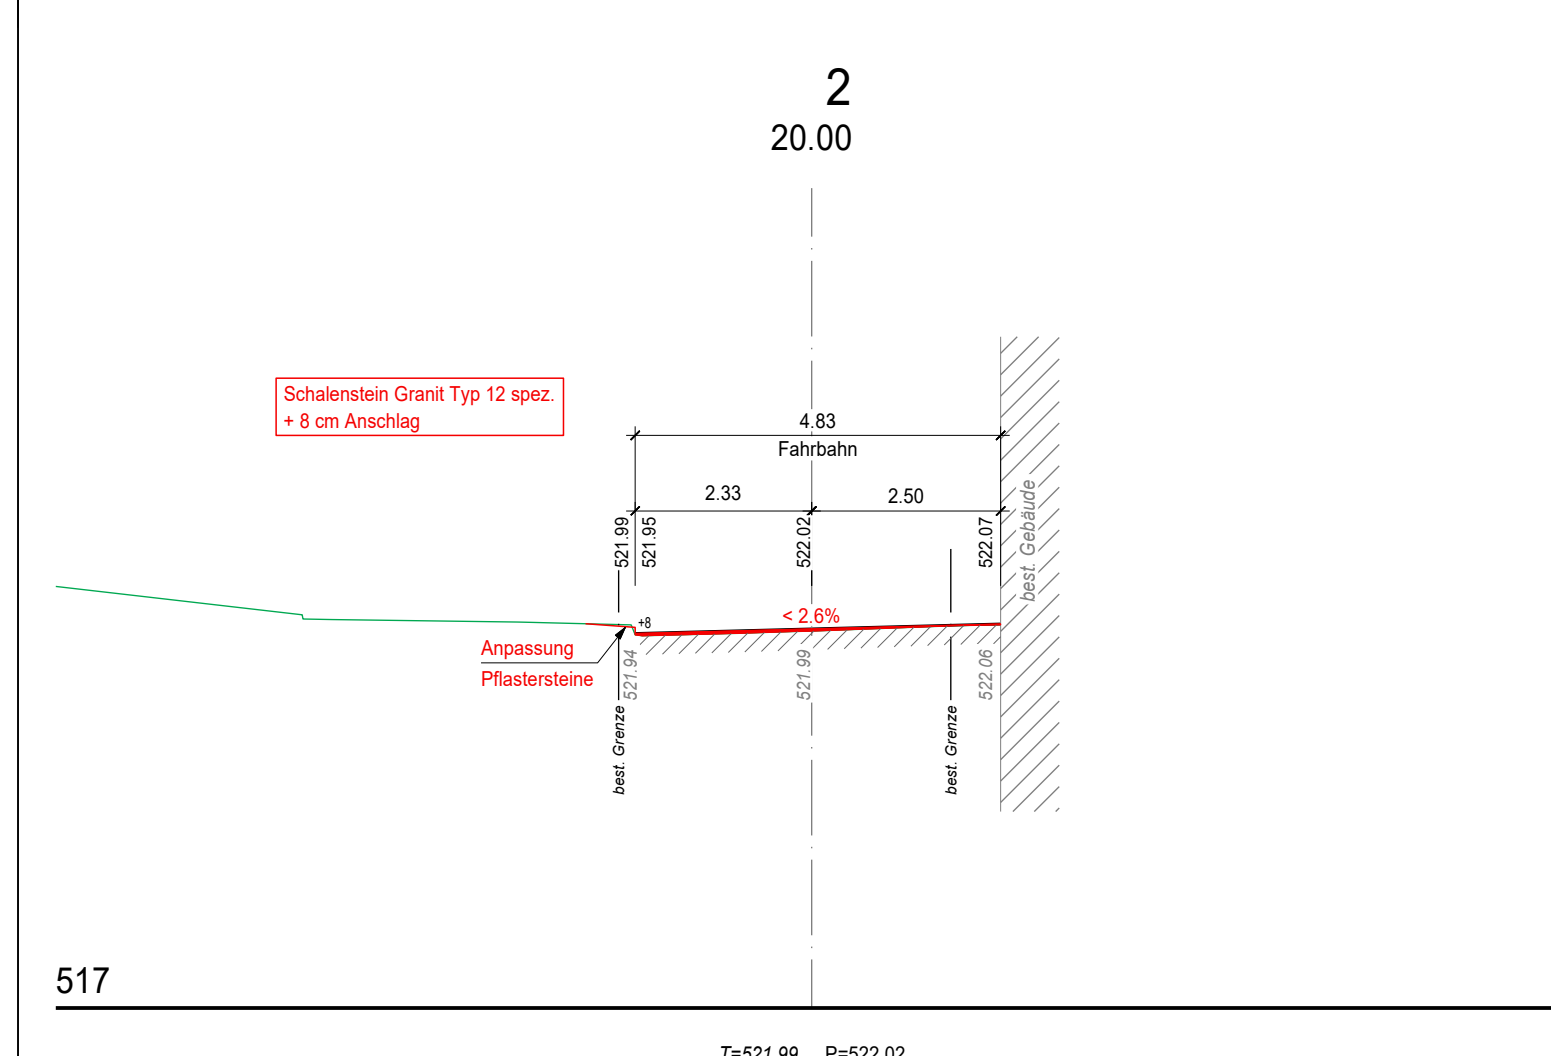 2
20.00
Schalenstein Granit Typ 12 spez.
+ 8 cm Anschlag
4.83
Fahrbahn
2.33
2.50
521.99
521.95
522.02
522.07
best. Gebäude
+8
< 2.6%
Anpassung
Pflastersteine
521.94
521.99
522.06
best. Grenze
best. Grenze
517
T=521.99 P=522.02